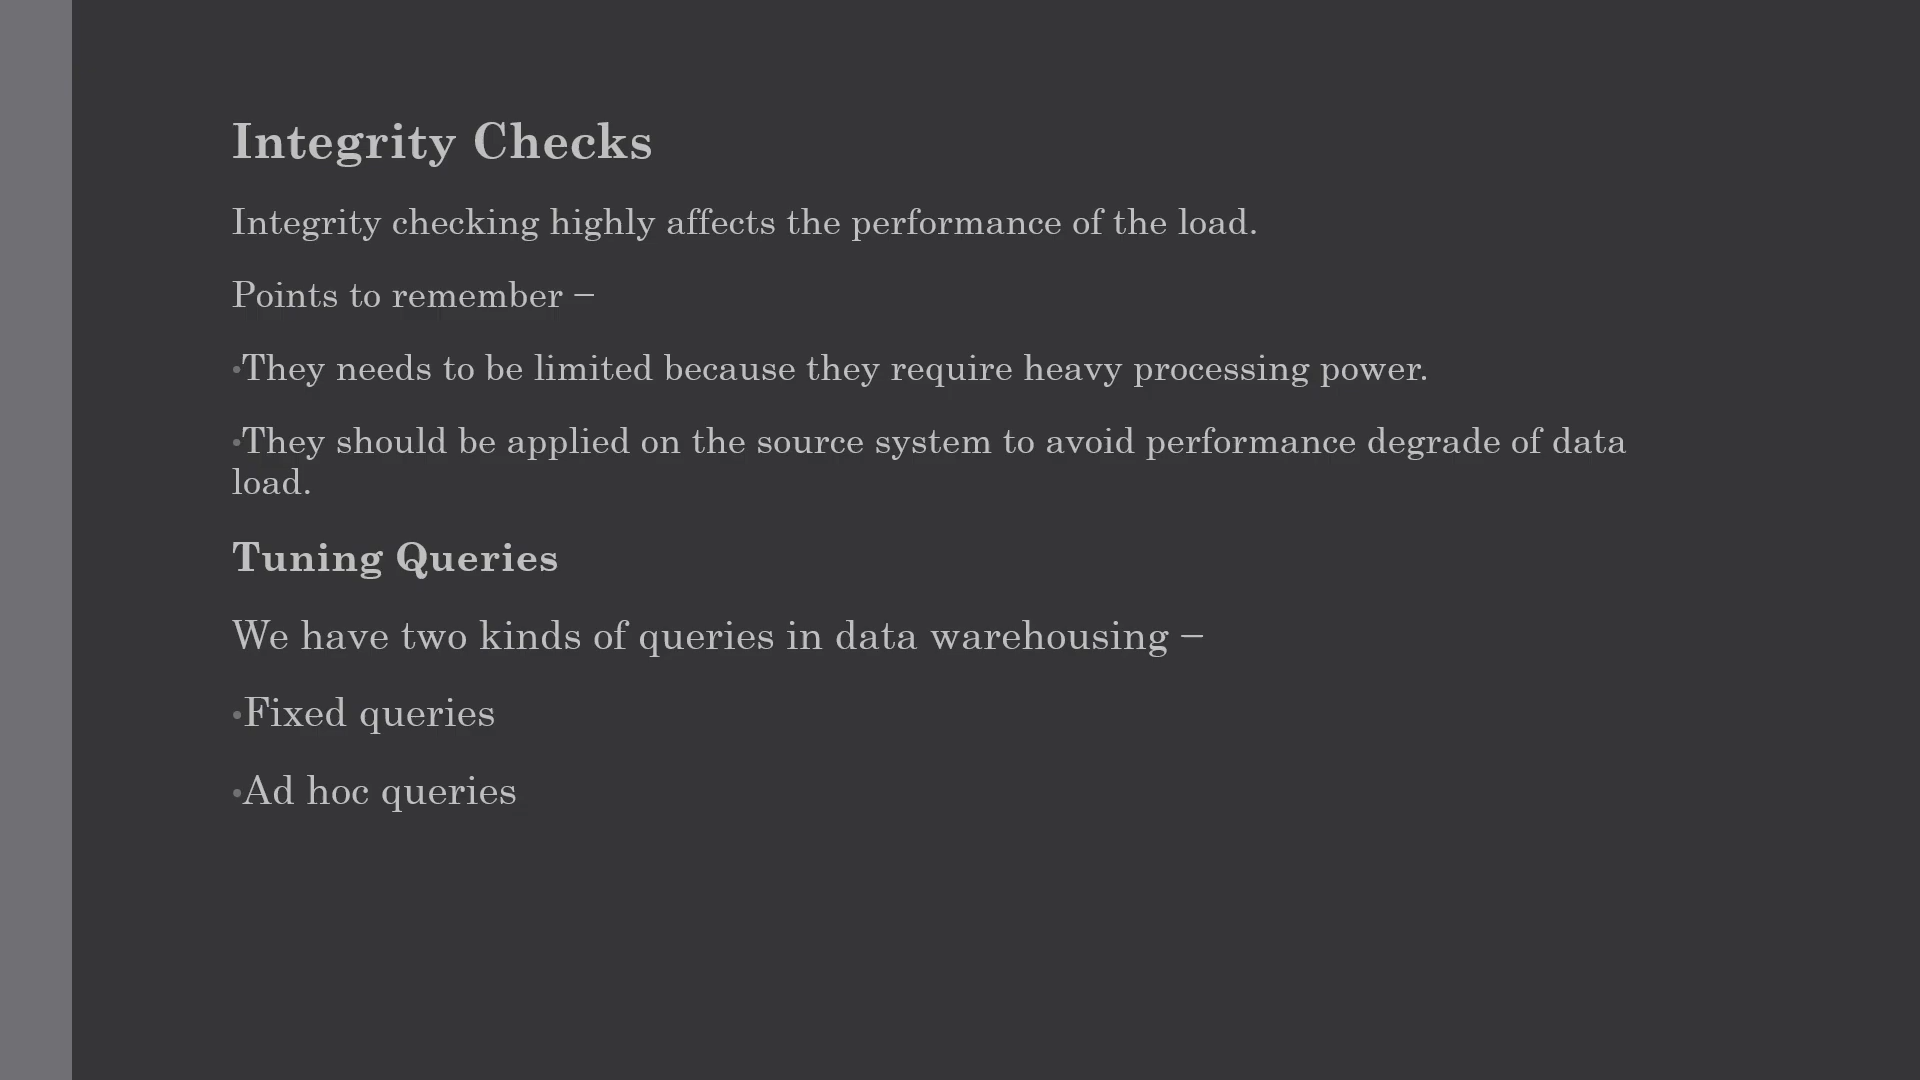 Integrity Checks
Integrity checking highly affects the performance of the load.
Points to remember −
•They needs to be limited because they require heavy processing power.
•They should be applied on the source system to avoid performance degrade of data
load.
Tuning Queries
We have two kinds of queries in data warehousing −
•Fixed queries
•Ad hoc queries